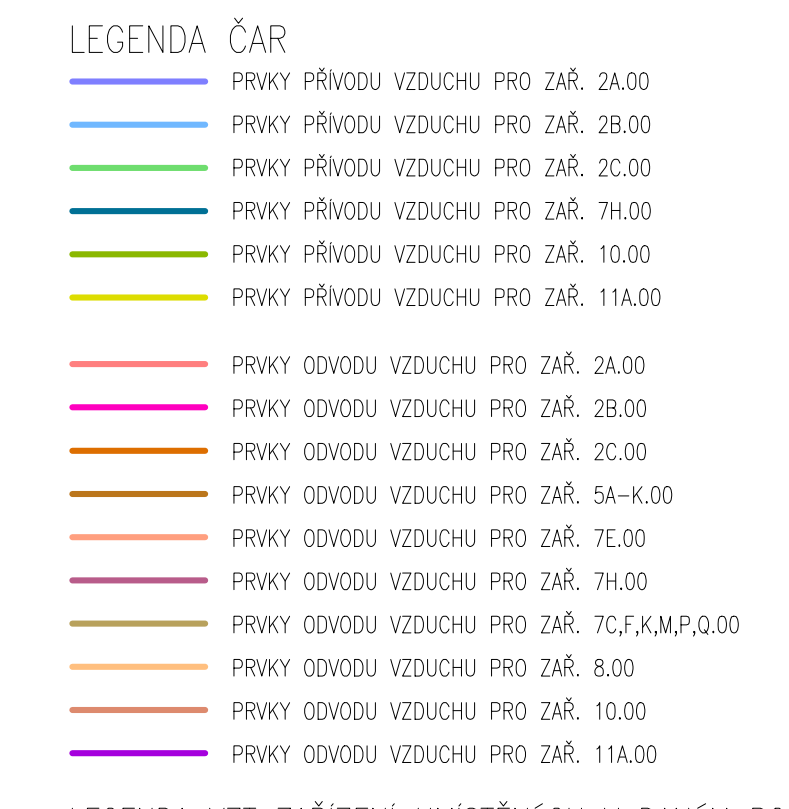 LEGENDA ČAR
PRVKY PŘÍVODU VZDUCHU PRO ZAŘ. 2A.00
PRVKY PŘÍVODU VZDUCHU PRO ZAŘ. 2B.00
PRVKY PŘÍVODU VZDUCHU PRO ZAŘ. 2C.00
PRVKY PŘÍVODU VZDUCHU PRO ZAŘ. 7H.00
PRVKY PŘÍVODU VZDUCHU PRO ZAŘ. 10.00
PRVKY PŘÍVODU VZDUCHU PRO ZAŘ. 11A.00
PRVKY ODVODU VZDUCHU PRO ZAŘ. 2A.00
PRVKY ODVODU VZDUCHU PRO ZAŘ. 2B.00
PRVKY ODVODU VZDUCHU PRO ZAŘ. 2C.00
PRVKY ODVODU VZDUCHU PRO ZAŘ. 5A-K.00
PRVKY ODVODU VZDUCHU PRO ZAŘ. 7E.00
PRVKY ODVODU VZDUCHU PRO ZAŘ. 7H.00
PRVKY ODVODU VZDUCHU PRO ZAŘ. 7C,F,K,M,P,Q.00
PRVKY ODVODU VZDUCHU PRO ZAŘ. 8.00
PRVKY ODVODU VZDUCHU PRO ZAŘ. 10.00
PRVKY ODVODU VZDUCHU PRO ZAŘ. 11A.00